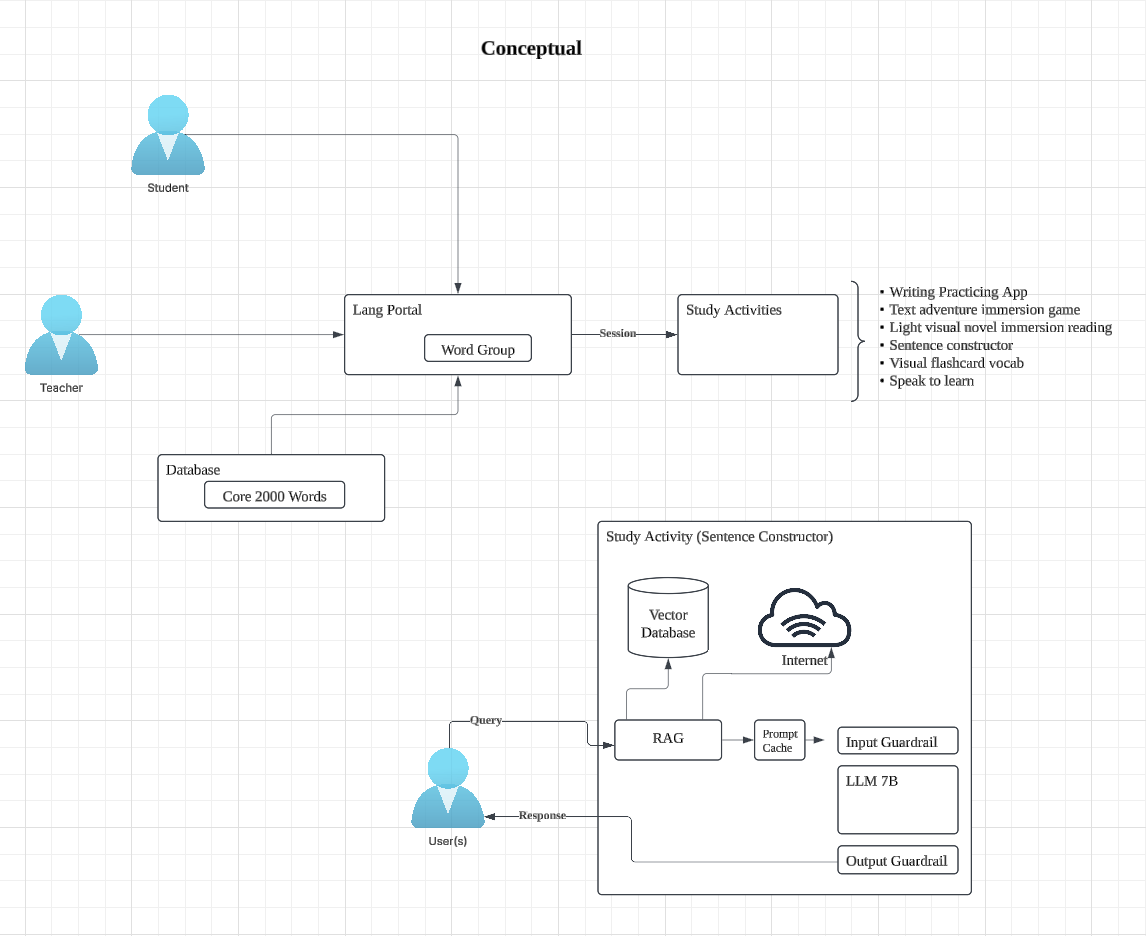 Conceptual
Student
Teacher
Lang Portal
Word Group
Session
Study Activities
• Writing Practicing App
• Text adventure immersion game
• Light visual novel immersion reading
• Sentence constructor
• Visual flashcard vocab
• Speak to learn
Database
Core 2000 Words
Study Activity (Sentence Constructor)
Vector
Database
Internet
Query
RAG
Prompt
Cache
Input Guardrail
LLM 7B
Response
User(s)
Output Guardrail